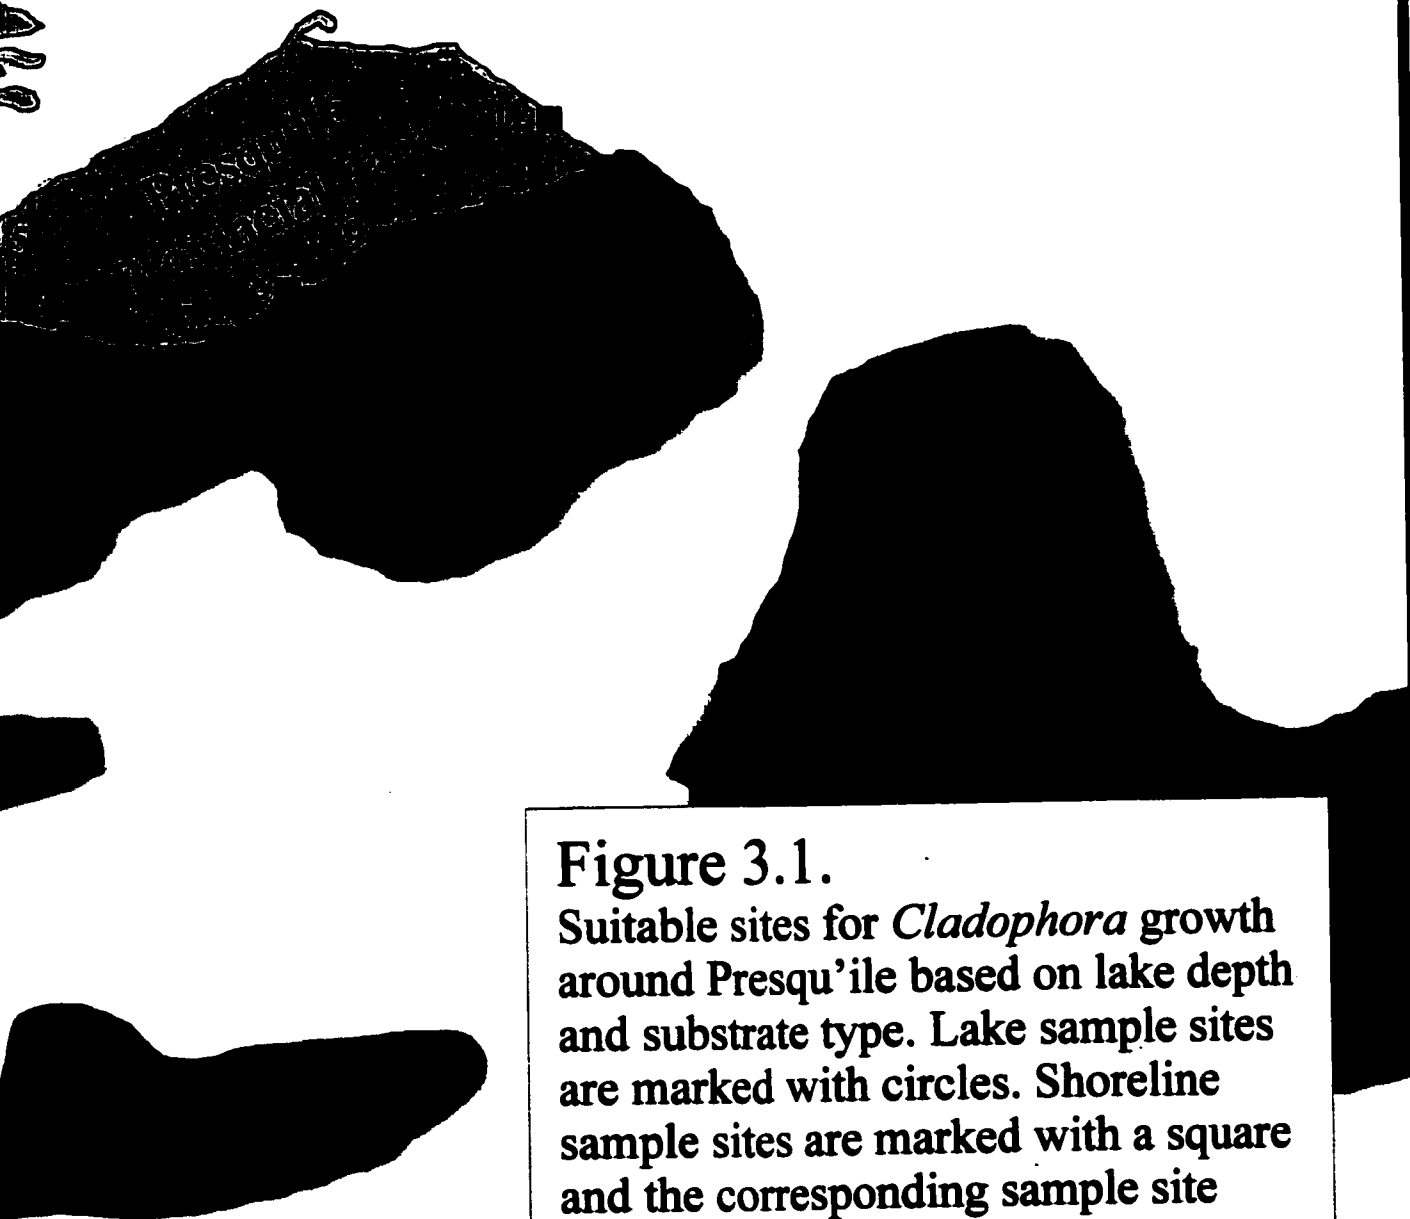 Figure 3.1.
Suitable sites for Cladophora growth
around Presqu'ile based on lake depth
and substrate type. Lake sample sites
are marked with circles. Shoreline
sample sites are marked with a square
and the corresponding sample site